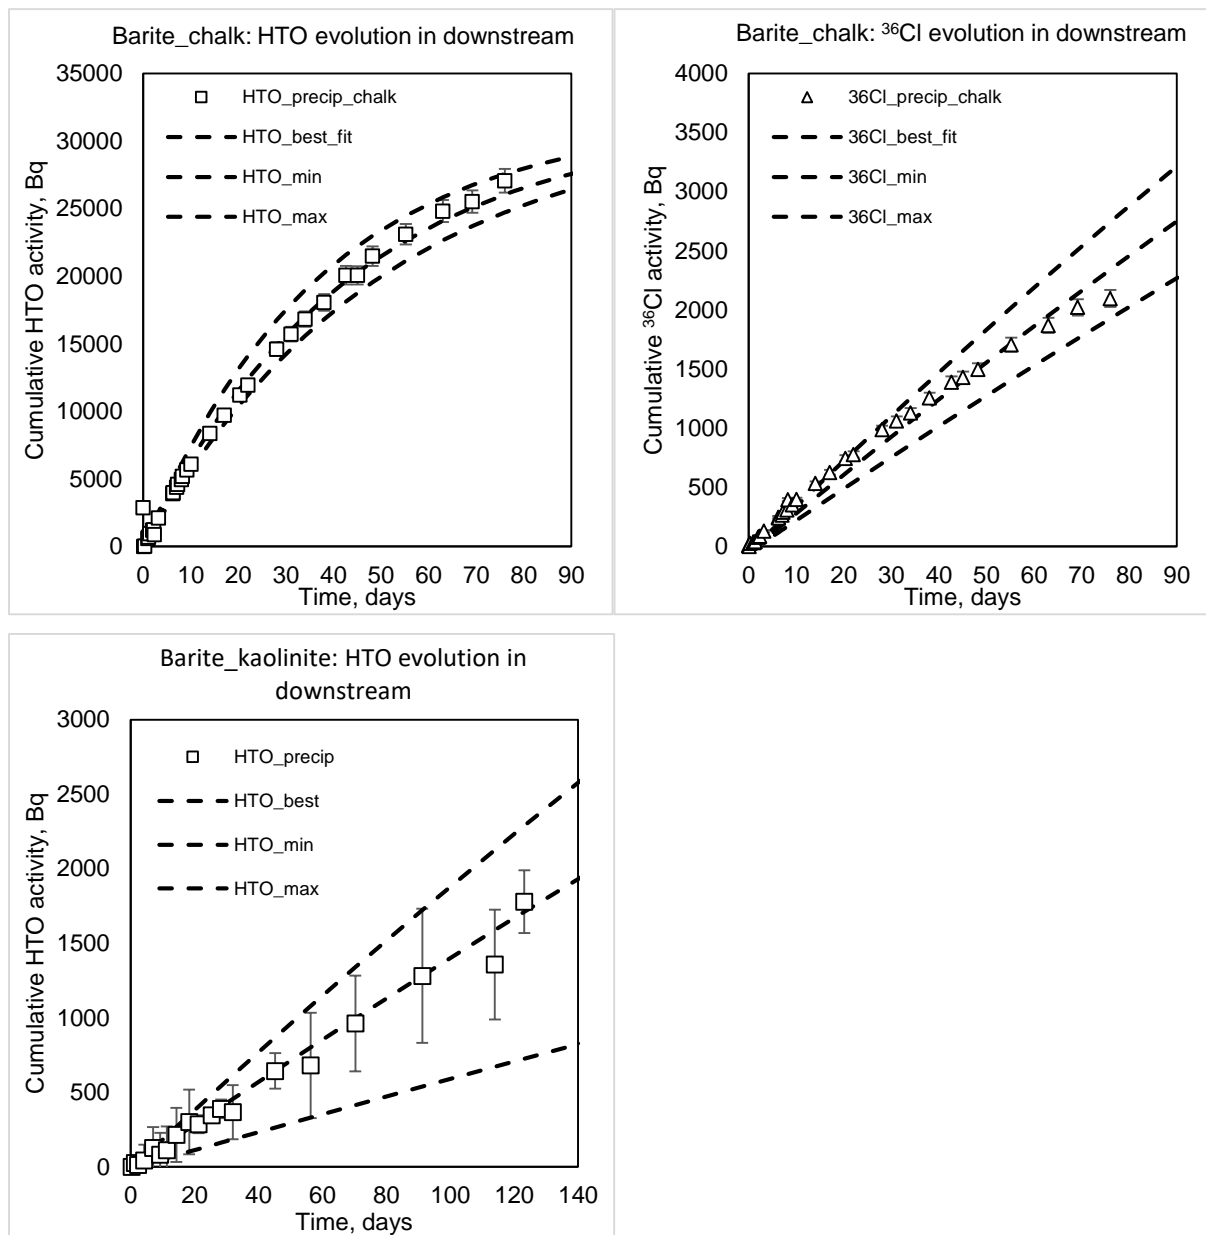 Barite_chalk: HTO evolution in downstream
35000
30000
25000
20000
15000
10000
5000
0
Cumulative HTO activity, Bq
HTO_precip_chalk
HTO_best_fit
HTO_min
HTO_max
0 10 20 30 40 50 60 70 80 90
Time, days
Barite_chalk: ³⁶Cl evolution in downstream
4000
3500
3000
2500
2000
1500
1000
500
0
Cumulative ³⁶Cl activity, Bq
36Cl_precip_chalk
36Cl_best_fit
36Cl_min
36Cl_max
0 10 20 30 40 50 60 70 80 90
Time, days
Barite_kaolinite: HTO evolution in
downstream
3000
2500
2000
1500
1000
500
0
Cumulative HTO activity, Bq
HTO_precip
HTO_best
HTO_min
HTO_max
0 20 40 60 80 100 120 140
Time, days